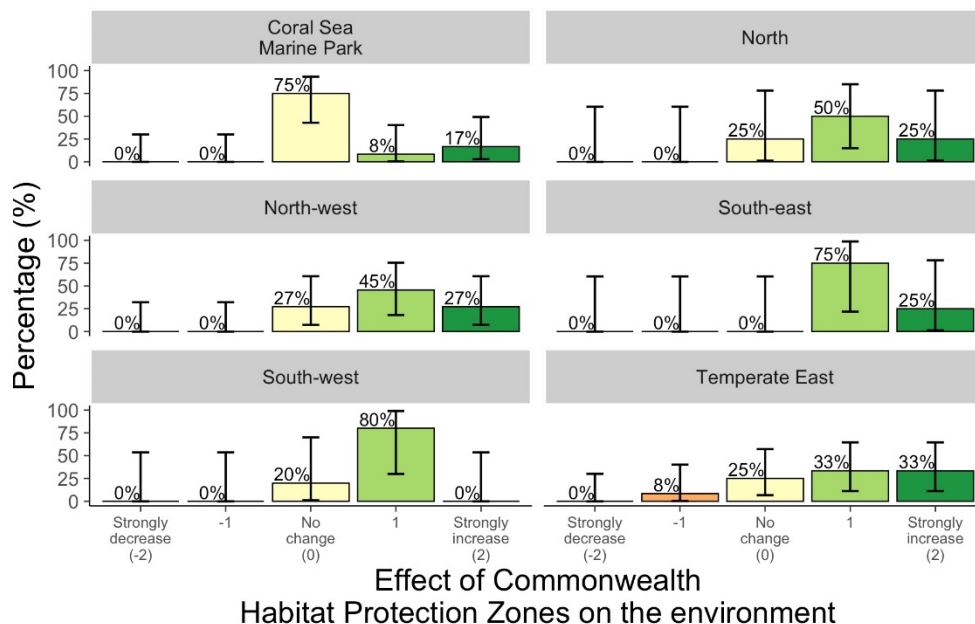 Coral Sea
Marine Park
North
100
75
50
25
0
0%
0%
75%
8%
17%
0%
0%
25%
50%
25%
North-west
South-east
100
75
50
25
0
0%
0%
27%
45%
27%
0%
0%
0%
75%
25%
South-west
Temperate East
100
75
50
25
0
0%
0%
20%
80%
0%
0%
8%
25%
33%
33%
Strongly
decrease
(-2)
-1
No
change
(0)
1
Strongly
increase
(2)
Strongly
decrease
(-2)
-1
No
change
(0)
1
Strongly
increase
(2)
Percentage (%)
Effect of Commonwealth
Habitat Protection Zones on the environment